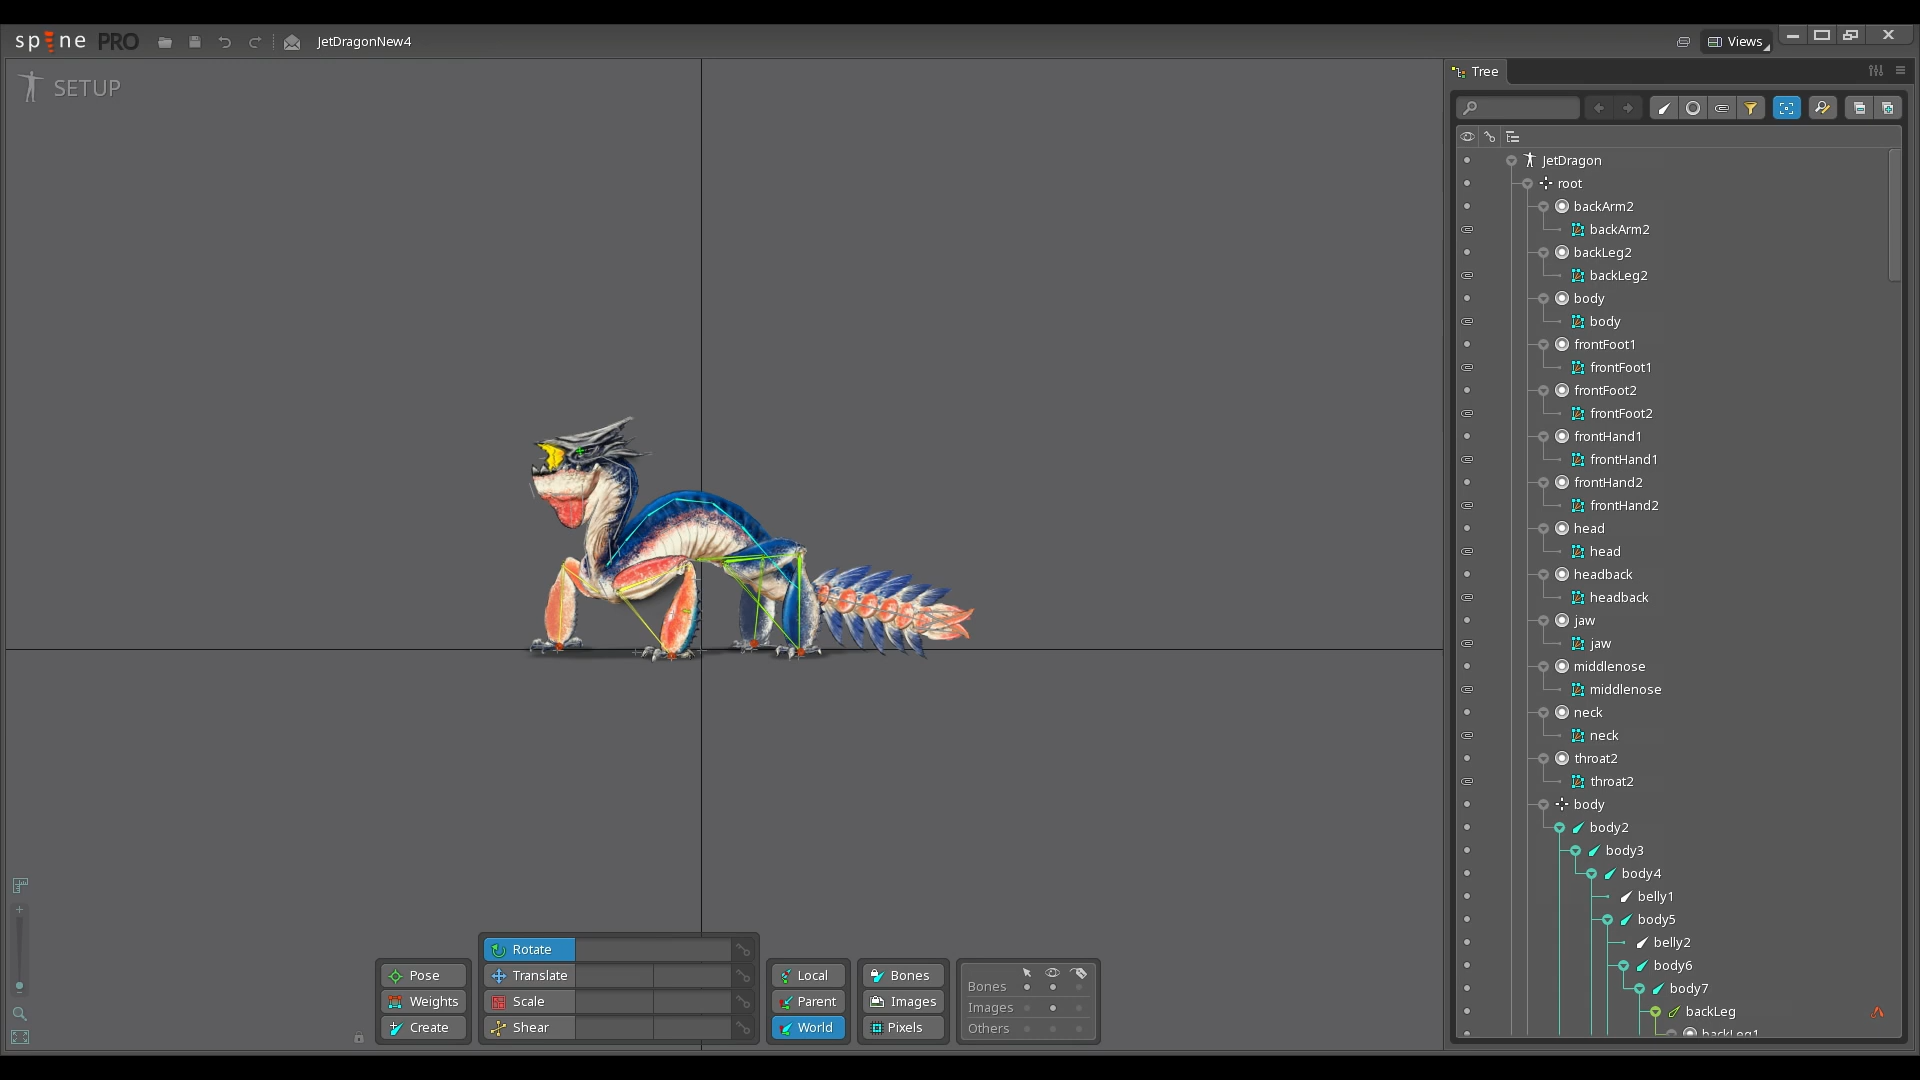 spine PRO
JetDragonNew4
Views
SETUP
Tree
JetDragon
root
backArm2
backArm2
backLeg2
backLeg2
body
body
frontFoot1
frontFoot1
frontFoot2
frontFoot2
frontHand1
frontHand1
frontHand2
frontHand2
head
head
headback
headback
jaw
jaw
middlenose
middlenose
neck
neck
throat2
throat2
body
body2
body3
body4
belly1
body5
belly2
body6
body7
backLeg
backLeg1
Pose
Weights
Create
Rotate
Translate
Scale
Shear
Local
Parent
World
Bones
Images
Pixels
Bones
Images
Others